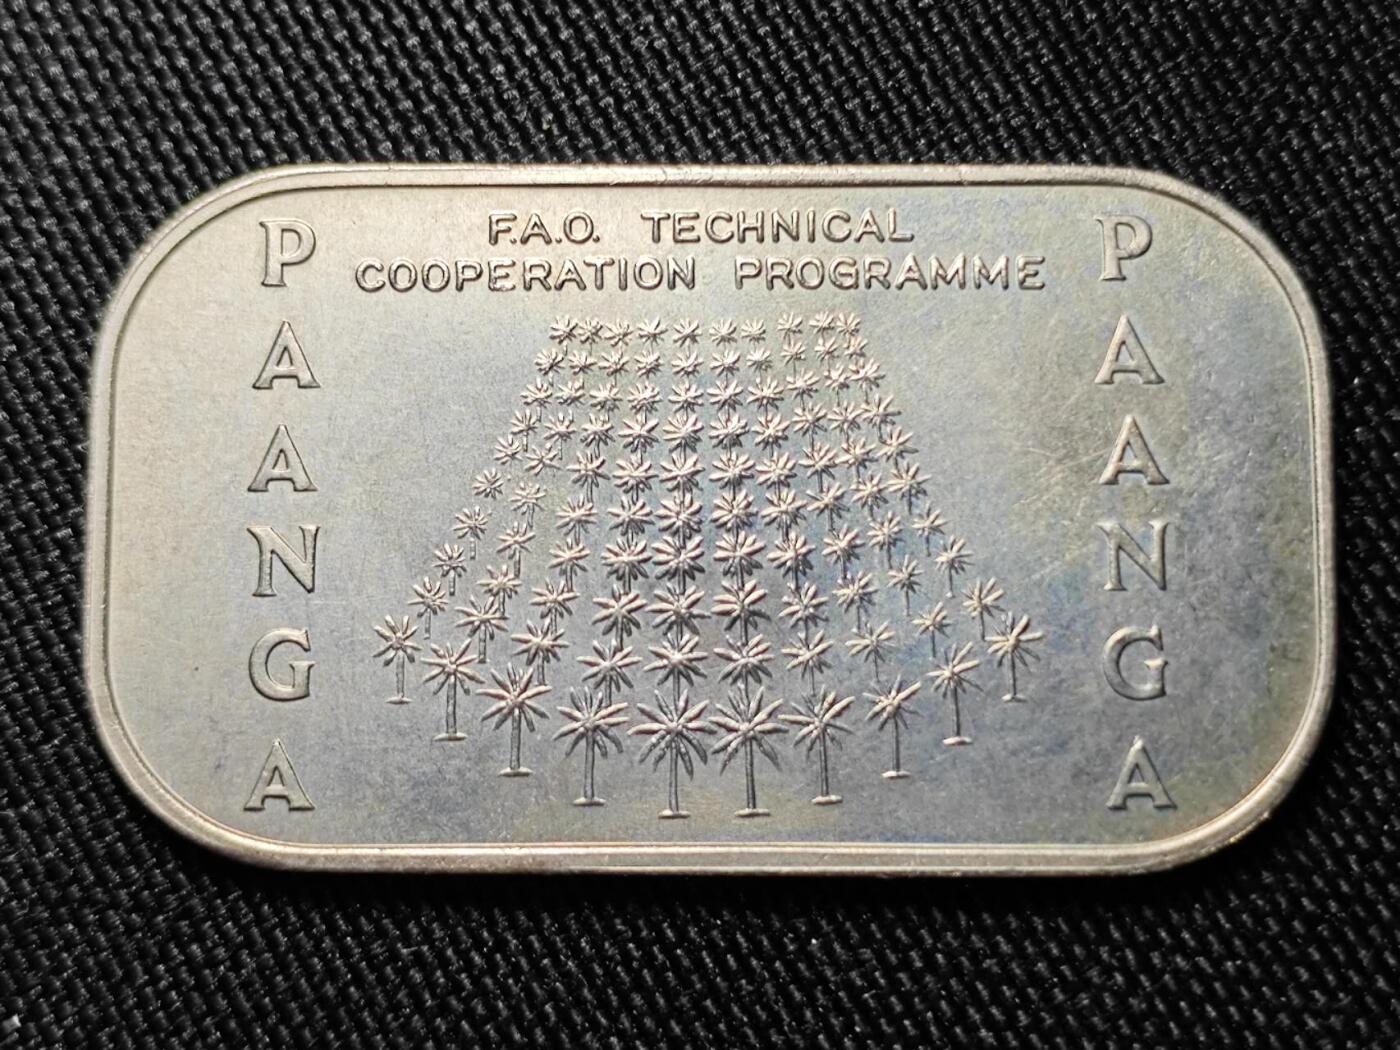 F.A.O. TECHNICAL
COOPERATION PROGRAMME
PAANGA
PAANGA